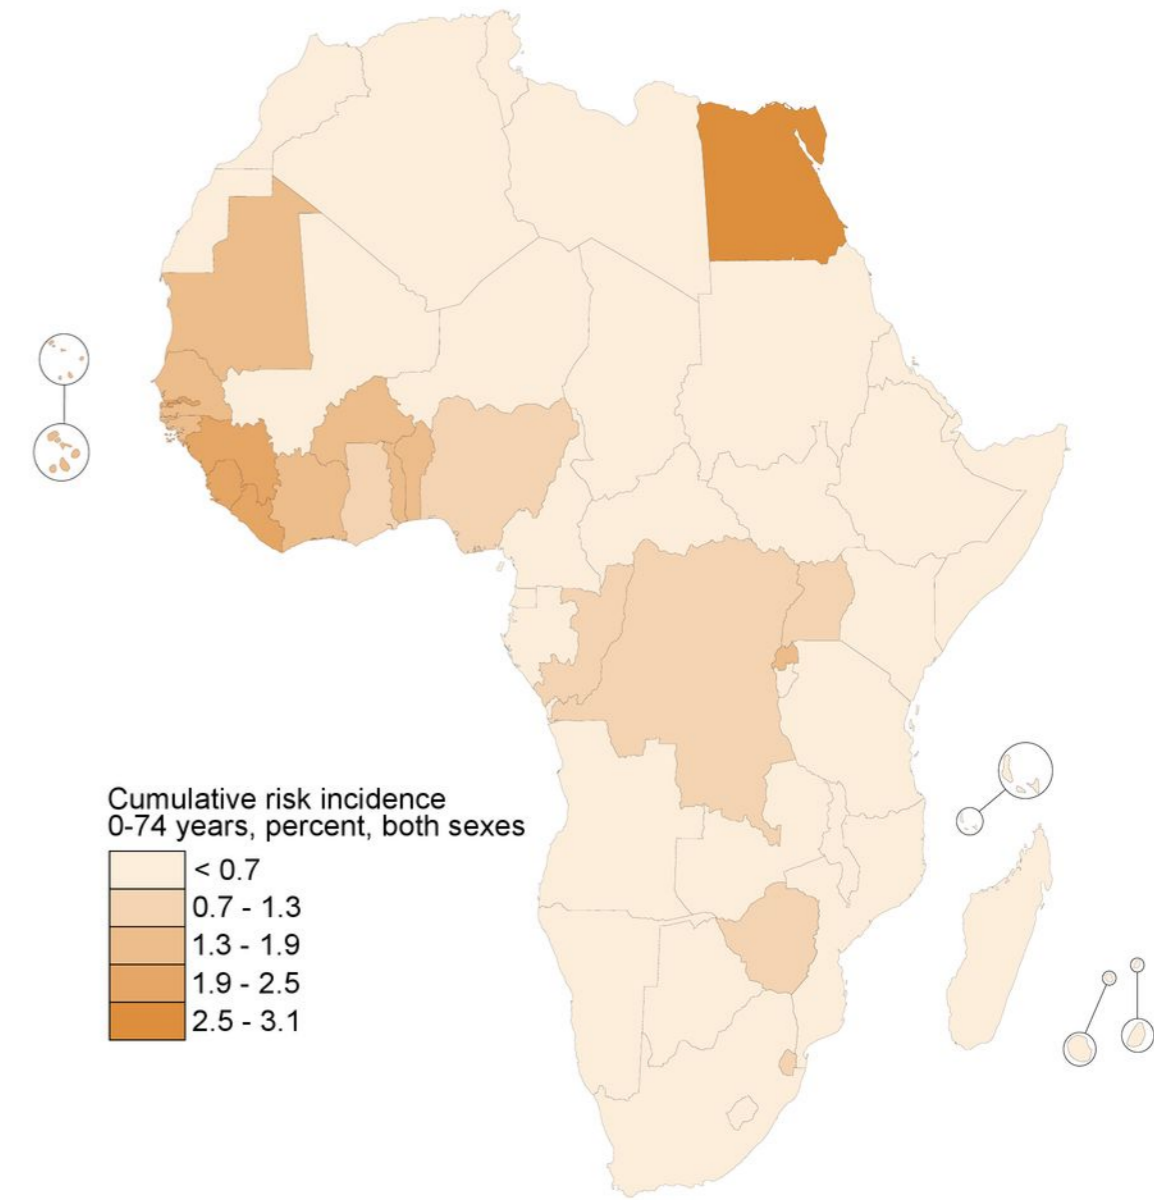 Cumulative risk incidence
0-74 years, percent, both sexes
< 0.7
0.7 - 1.3
1.3 - 1.9
1.9 - 2.5
2.5 - 3.1